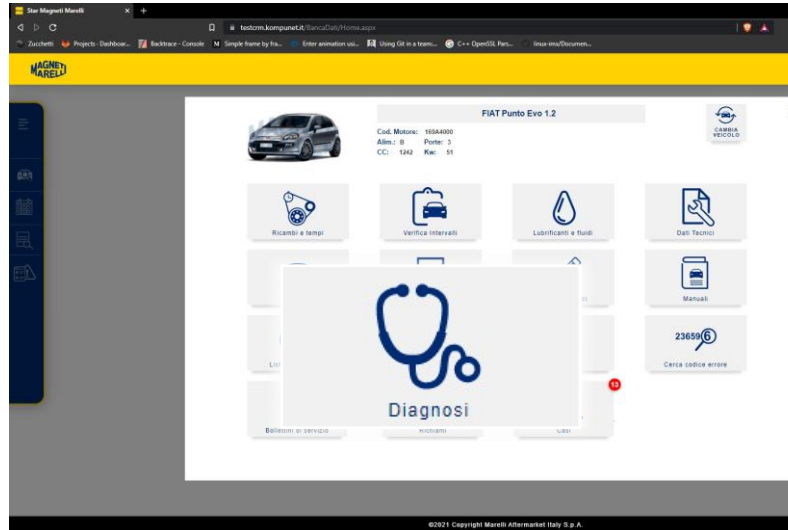 Star Magneti Marelli
testcrm.kompunet.it/BancaDati/Home.aspx
Zucchetti
Projects · Dashboar...
Backtrace - Console
Simple frame by fra...
Enter animation usi...
Using Git in a team:...
C++ OpenSSL Pars...
linux-ima/Documen...
MAGNETI
MARELLI
FIAT Punto Evo 1.2
Cod. Motore: 169A4000
Alim.: B Porte: 3
CC: 1242 Kw: 51
CAMBIA
VEICOLO
Ricambi e tempi
Verifica Intervalli
Lubrificanti e fluidi
Dati Tecnici
Manuali
Diagnosi
236596
Cerca codice errore
13
Bollettini di servizio
Richiami
Casi
©2021 Copyright Marelli Aftermarket Italy S.p.A.